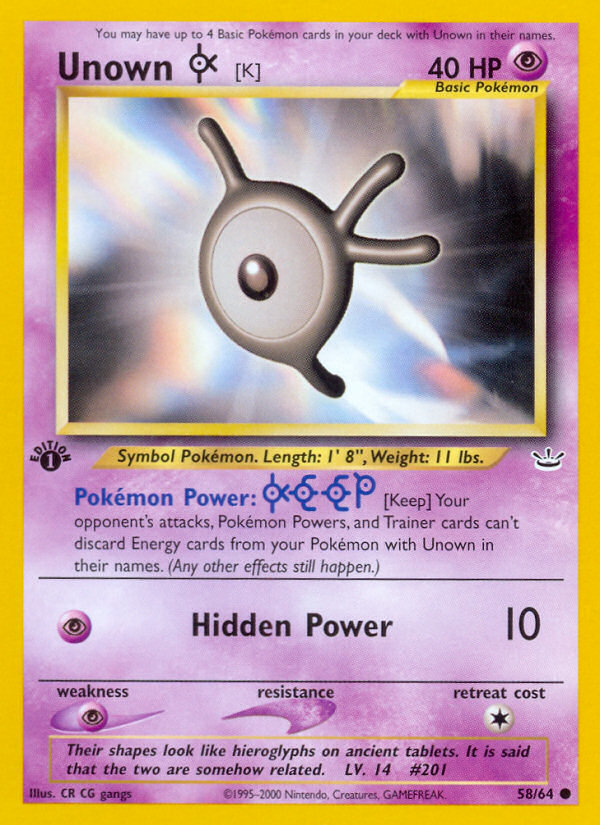 You may have up to 4 Basic Pokémon cards in your deck with Unown in their names.
Unown K [K] 40 HP
Basic Pokémon
EDITION 1
Symbol Pokémon. Length: 1' 8", Weight: 11 lbs.
Pokémon Power: KEEP [Keep] Your
opponent's attacks, Pokémon Powers, and Trainer cards can't
discard Energy cards from your Pokémon with Unown in
their names. (Any other effects still happen.)
Hidden Power 10
weakness resistance retreat cost
Their shapes look like hieroglyphs on ancient tablets. It is said
that the two are somehow related. LV. 14 #201
Illus. CR CG gangs ©1995-2000 Nintendo, Creatures, GAMEFREAK. 58/64